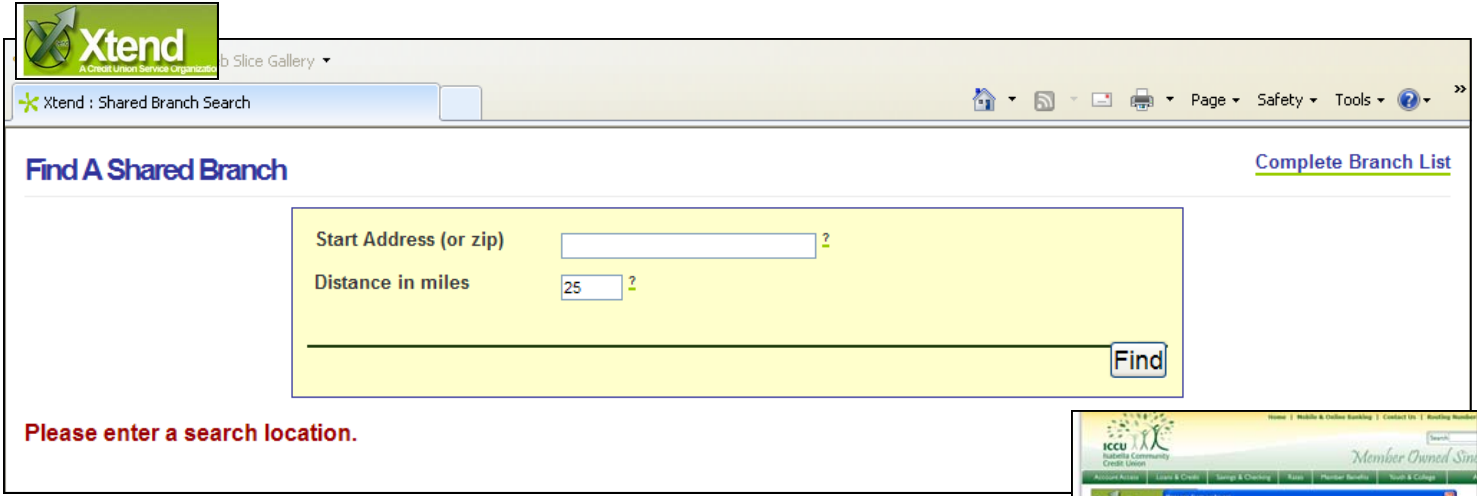 Xtend
A Credit Union Service Organizatio
b Slice Gallery
Xtend : Shared Branch Search
Page Safety Tools ? »
Find A Shared Branch
Complete Branch List
Start Address (or zip) ?
Distance in miles 25 ?
Find
Please enter a search location.
Home | Mobile & Online Banking | Contact Us | Routing Number
ICCU
Isabella Community
Credit Union
Search
Member Owned Sinc
Account Access Loans & Credit Savings & Checking Rates Member Benefits Youth & College